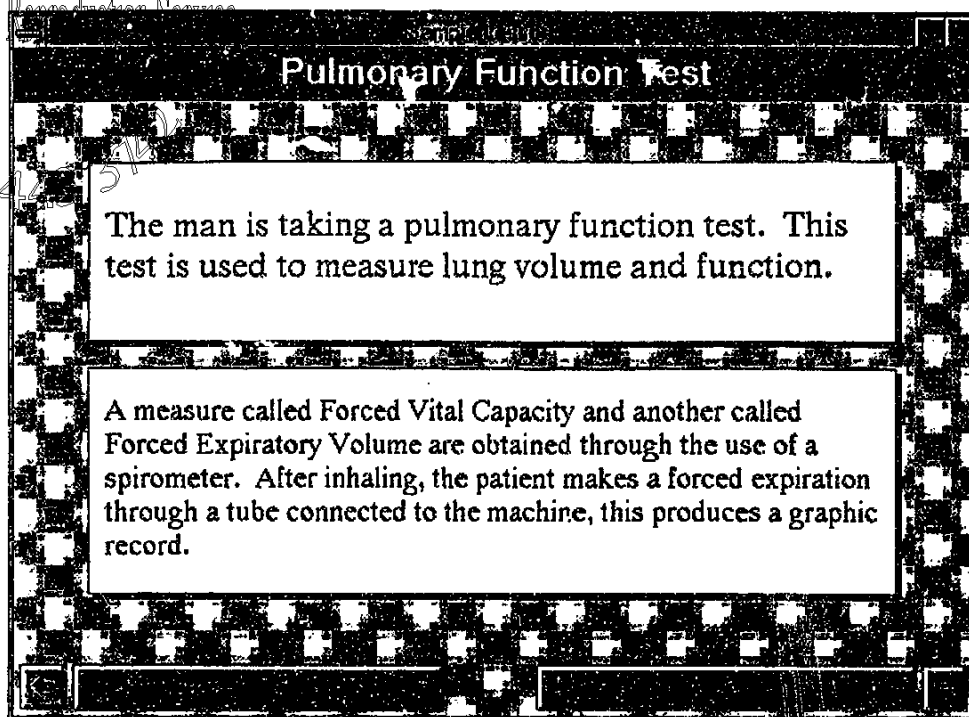 Pulmonary Function Test
The man is taking a pulmonary function test. This
test is used to measure lung volume and function.
A measure called Forced Vital Capacity and another called
Forced Expiratory Volume are obtained through the use of a
spirometer. After inhaling, the patient makes a forced expiration
through a tube connected to the machine, this produces a graphic
record.